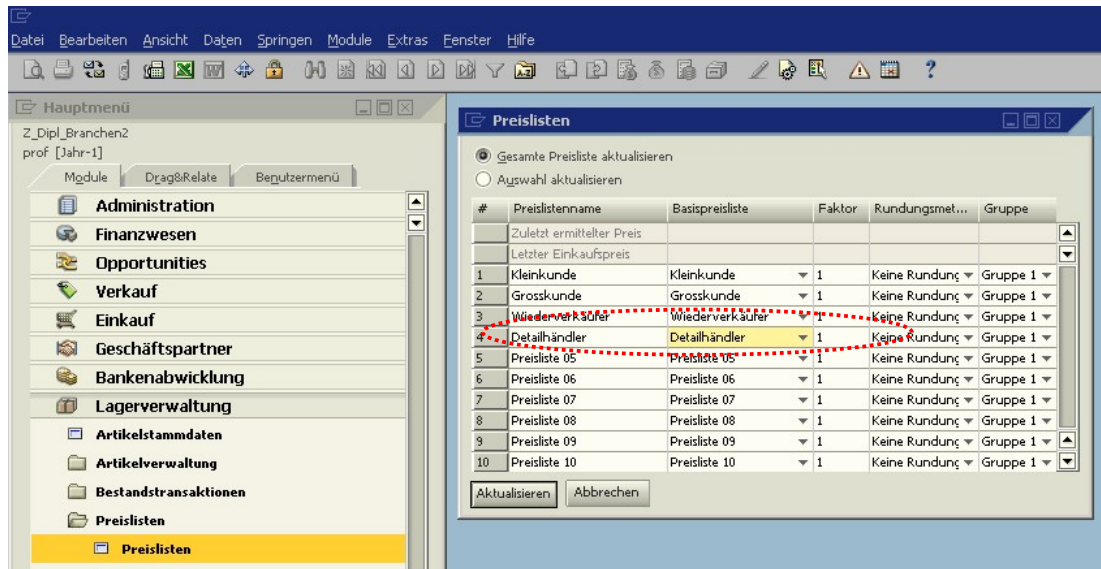 Datei Bearbeiten Ansicht Daten Springen Module Extras Fenster Hilfe
Hauptmenü
Z_Dipl_Branchen2
prof [Jahr-1]
Module Drag&Relate Benutzermenü
Administration
Finanzwesen
Opportunities
Verkauf
Einkauf
Geschäftspartner
Bankenabwicklung
Lagerverwaltung
Artikelstammdaten
Artikelverwaltung
Bestandstransaktionen
Preislisten
Preislisten
Preislisten
Gesamte Preisliste aktualisieren
Auswahl aktualisieren
# Preislistenname Basispreisliste Faktor Rundungsmet... Gruppe
Zuletzt ermittelter Preis
Letzter Einkaufspreis
1 Kleinkunde Kleinkunde 1 Keine Rundung Gruppe 1
2 Grosskunde Grosskunde 1 Keine Rundung Gruppe 1
3 Wiederverkäufer Wiederverkäufer 1 Keine Rundung Gruppe 1
4 Detailhändler Detailhändler 1 Keine Rundung Gruppe 1
5 Preisliste 05 Preisliste 05 1 Keine Rundung Gruppe 1
6 Preisliste 06 Preisliste 06 1 Keine Rundung Gruppe 1
7 Preisliste 07 Preisliste 07 1 Keine Rundung Gruppe 1
8 Preisliste 08 Preisliste 08 1 Keine Rundung Gruppe 1
9 Preisliste 09 Preisliste 09 1 Keine Rundung Gruppe 1
10 Preisliste 10 Preisliste 10 1 Keine Rundung Gruppe 1
Aktualisieren Abbrechen